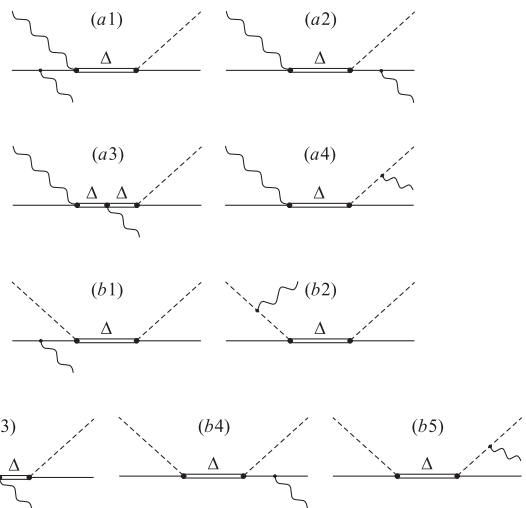 (a1) (a2)
Δ Δ
(a3) (a4)
Δ Δ Δ
(b1) (b2)
Δ Δ
3) (b4) (b5)
Δ Δ Δ